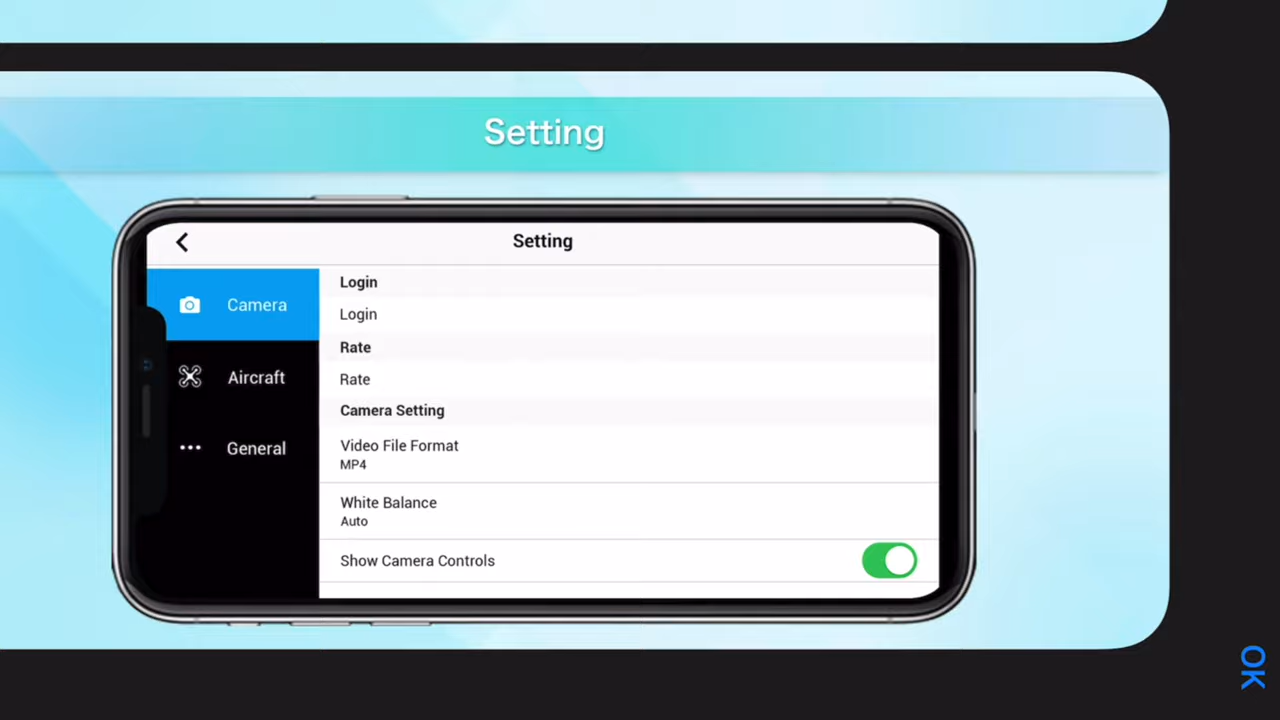 Setting
Setting
Camera
Aircraft
General
Login
Login
Rate
Rate
Camera Setting
Video File Format
MP4
White Balance
Auto
Show Camera Controls
OK